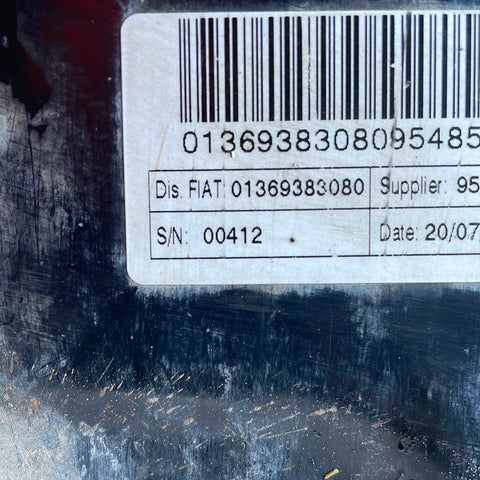 0136938308095485
Dis. FIAT: 01369383080 Supplier: 95
S/N: 00412 Date: 20/07